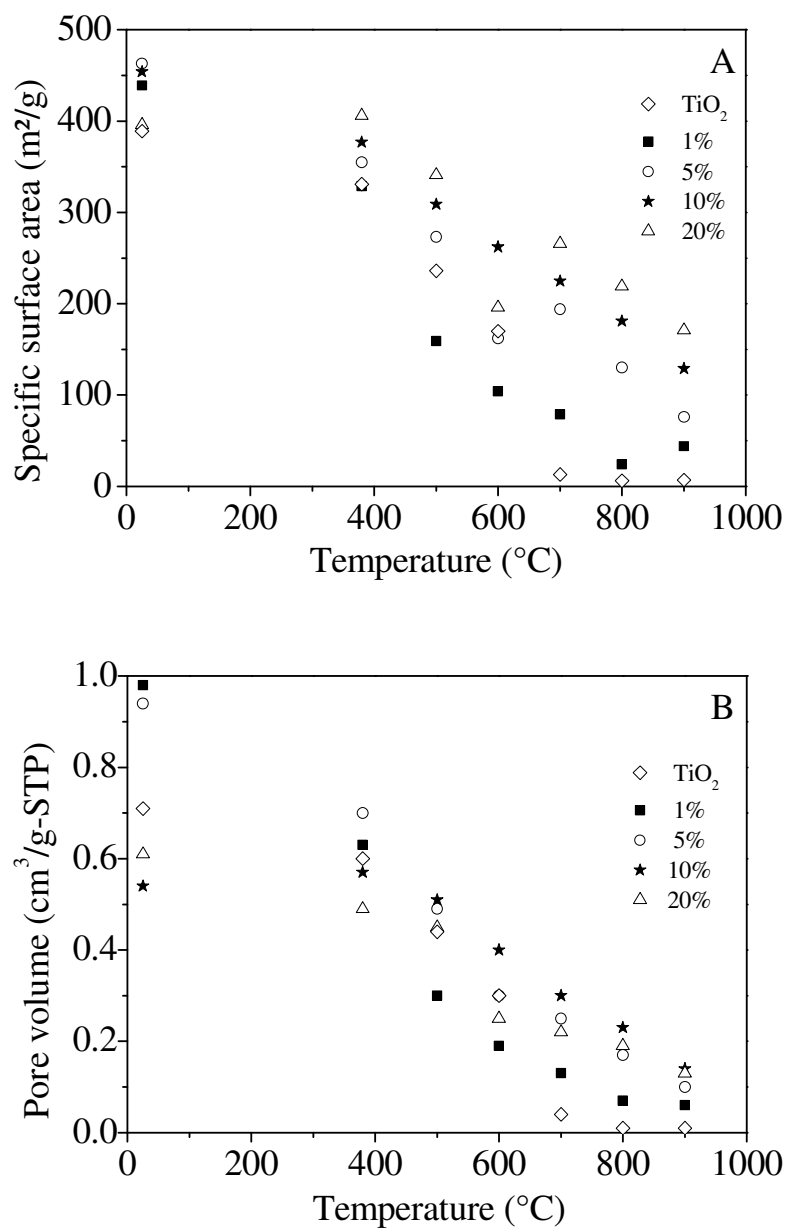 A
500
400
300
200
100
0
Specific surface area (m²/g)
TiO₂
1%
5%
10%
20%
0 200 400 600 800 1000
Temperature (°C)
B
1.0
0.8
0.6
0.4
0.2
0.0
Pore volume (cm³/g-STP)
TiO₂
1%
5%
10%
20%
0 200 400 600 800 1000
Temperature (°C)